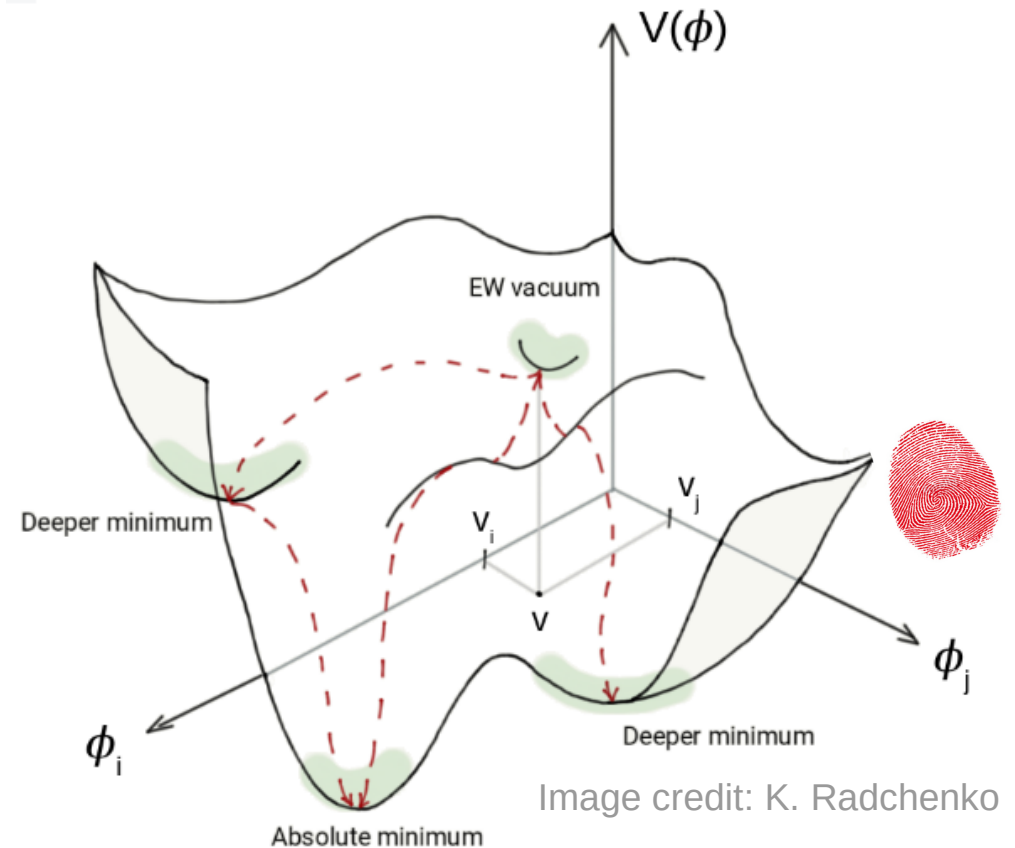 V(ϕ)
EW vacuum
Deeper minimum
v_i
v_j
v
ϕ_j
ϕ_i
Deeper minimum
Image credit: K. Radchenko
Absolute minimum